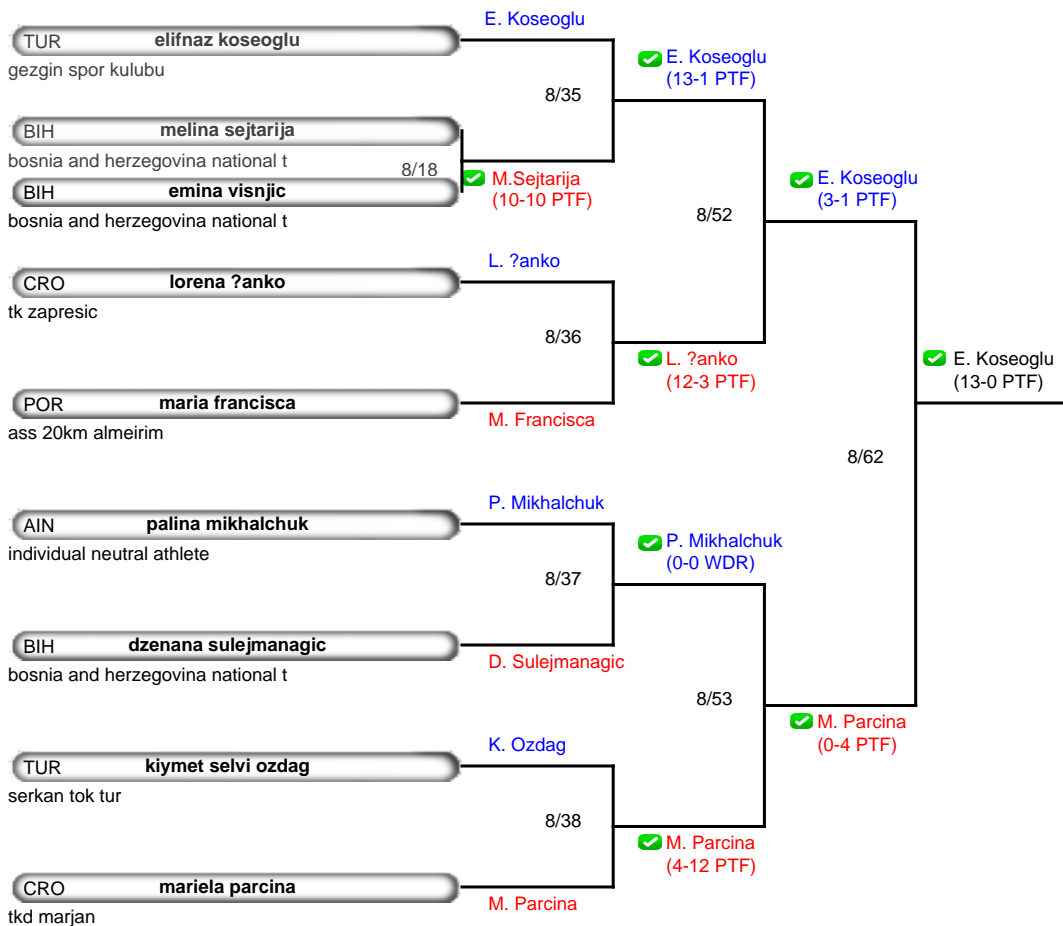 E. Koseoglu
TUR elifnaz koseoglu
gezgin spor kulubu
E. Koseoglu
(13-1 PTF)
8/35
BIH melina sejtarija
bosnia and herzegovina national t
8/18
M.Sejtarija
(10-10 PTF)
BIH emina visnjic
bosnia and herzegovina national t
E. Koseoglu
(3-1 PTF)
8/52
L. ?anko
CRO lorena ?anko
tk zapresic
8/36
L. ?anko
(12-3 PTF)
E. Koseoglu
(13-0 PTF)
POR maria francisca
M. Francisca
ass 20km almeirim
8/62
P. Mikhalchuk
AIN palina mikhalchuk
individual neutral athlete
P. Mikhalchuk
(0-0 WDR)
8/37
BIH dzenana sulejmanagic
D. Sulejmanagic
bosnia and herzegovina national t
8/53
M. Parcina
(0-4 PTF)
K. Ozdag
TUR kiymet selvi ozdag
serkan tok tur
8/38
M. Parcina
(4-12 PTF)
CRO mariela parcina
M. Parcina
tkd marjan